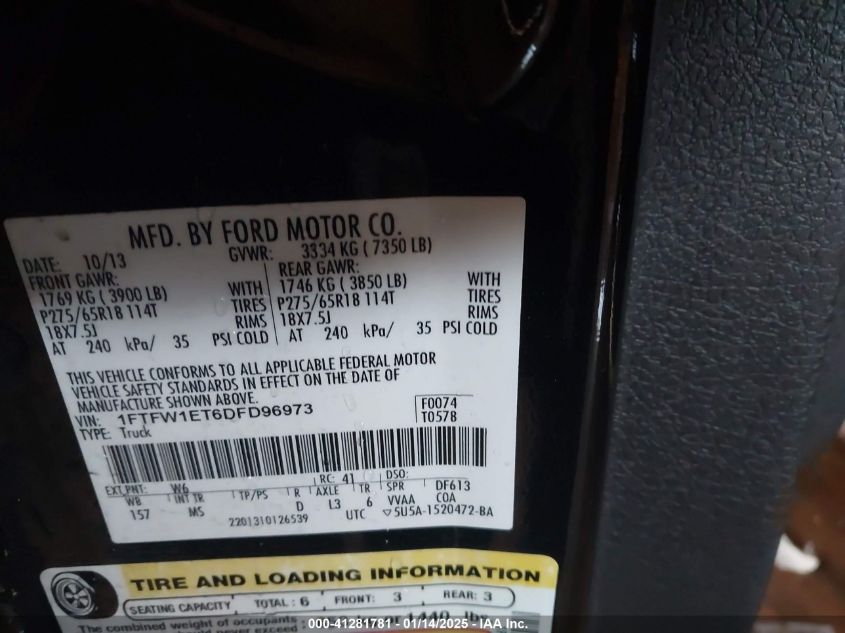 MFD. BY FORD MOTOR CO.
DATE: 10/13 GVWR: 3334 KG ( 7350 LB)
FRONT GAWR: REAR GAWR:
1769 KG ( 3900 LB) WITH 1746 KG ( 3850 LB) WITH
P275/65R18 114T TIRES P275/65R18 114T TIRES
18X7.5J RIMS 18X7.5J RIMS
AT 240 kPa/ 35 PSI COLD AT 240 kPa/ 35 PSI COLD
THIS VEHICLE CONFORMS TO ALL APPLICABLE FEDERAL MOTOR
VEHICLE SAFETY STANDARDS IN EFFECT ON THE DATE OF
MANUFACTURE SHOWN ABOVE.
VIN: 1FTFW1ET6DFD96973 F0074
TYPE: Truck T0578
EXT PNT: W6 RC: 41 DSO:
WB INT TR TP/PS R AXLE TR SPR DF613
157 MS D L3 6 VVAA COA
2201310126539 UTC ▽5U5A-1520472-BA
TIRE AND LOADING INFORMATION
SEATING CAPACITY TOTAL : 6 FRONT: 3 REAR: 3
The combined weight of
000-41281781 - 01/14/2025 - IAA Inc.